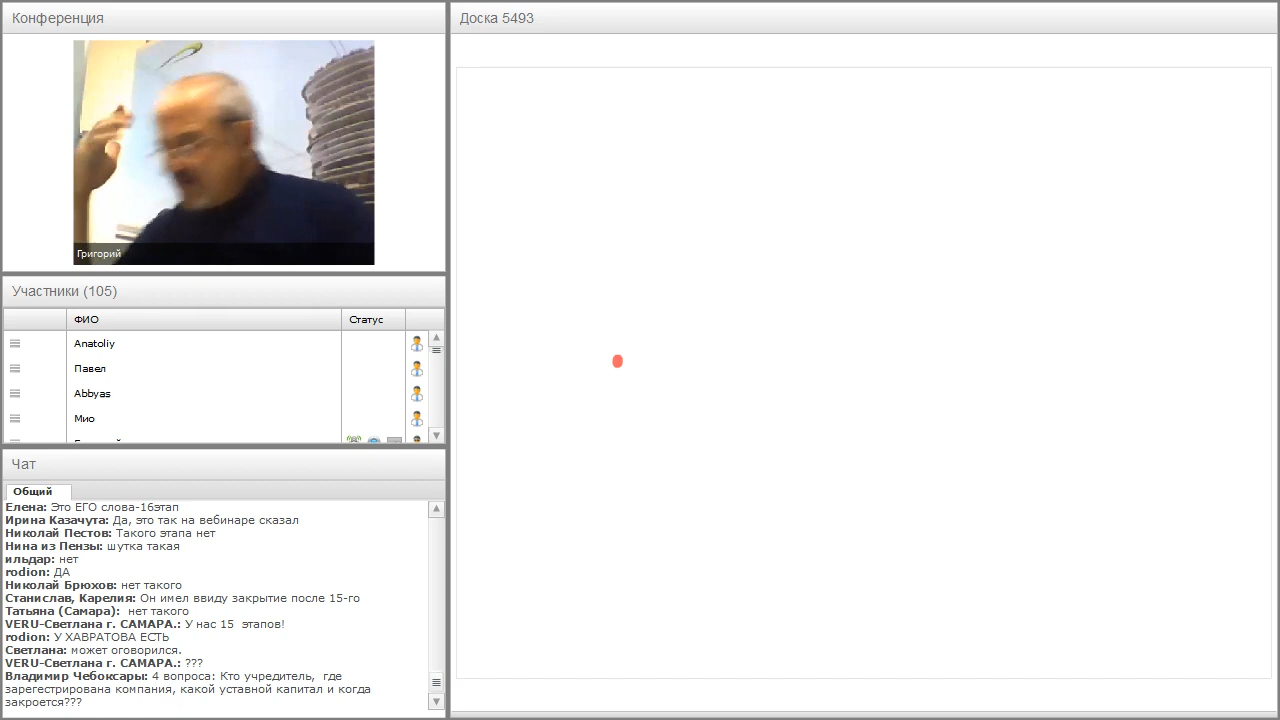 Конференция
Григорий
Участники (105)
ФИО Статус
Anatoliy
Павел
Abbyas
Мио
Чат
Общий
Елена: Это ЕГО слова-16этап
Ирина Казачута: Да, это так на вебинаре сказал
Николай Пестов: Такого этапа нет
Нина из Пензы: шутка такая
ильдар: нет
rodion: ДА
Николай Брюхов: нет такого
Станислав, Карелия: Он имел ввиду закрытие после 15-го
Татьяна (Самара): нет такого
VERU-Светлана г. САМАРА.: У нас 15 этапов!
rodion: У ХАВРАТОВА ЕСТЬ
Светлана: может оговорился.
VERU-Светлана г. САМАРА.: ???
Владимир Чебоксары: 4 вопроса: Кто учредитель, где
зарегестрирована компания, какой уставной капитал и когда
закроется???
Доска 5493